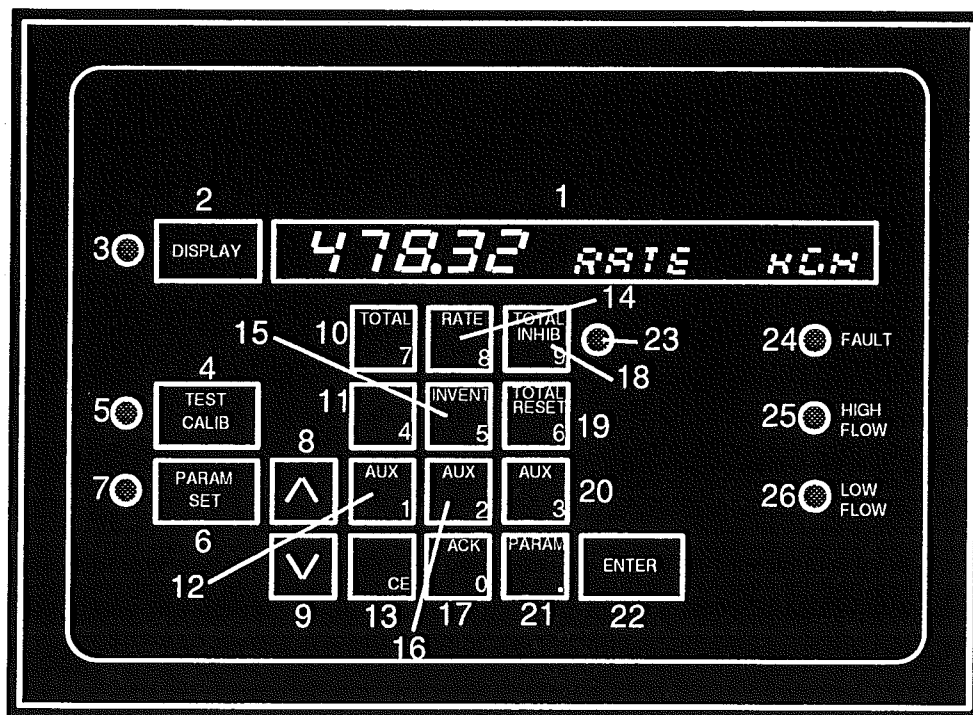 2 1
3 DISPLAY 478.32 RATE KGH
14
15 10 TOTAL 7 RATE 8 TOTAL INHIB 9 23 24 FAULT
18
4
5 TEST CALIB 11 4 INVENT 5 TOTAL RESET 6 19 25 HIGH FLOW
8
7 PARAM SET AUX 1 AUX 2 AUX 3 20 26 LOW FLOW
6
12 CE ACK 0 PARAM . ENTER
9 13 17 21 22
16